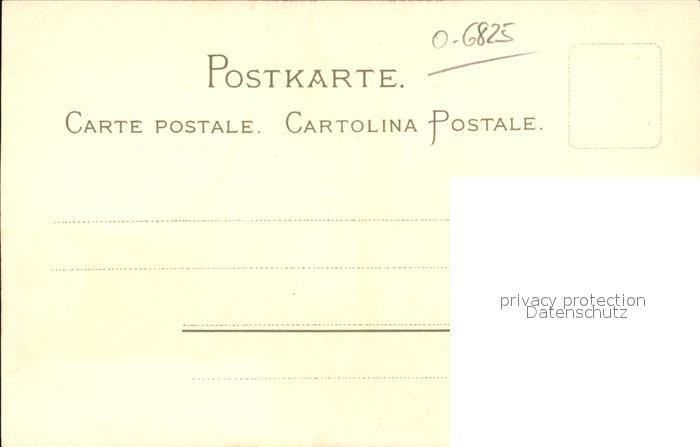 o-6825
POSTKARTE.
CARTE POSTALE. CARTOLINA POSTALE.
privacy protection
Datenschutz